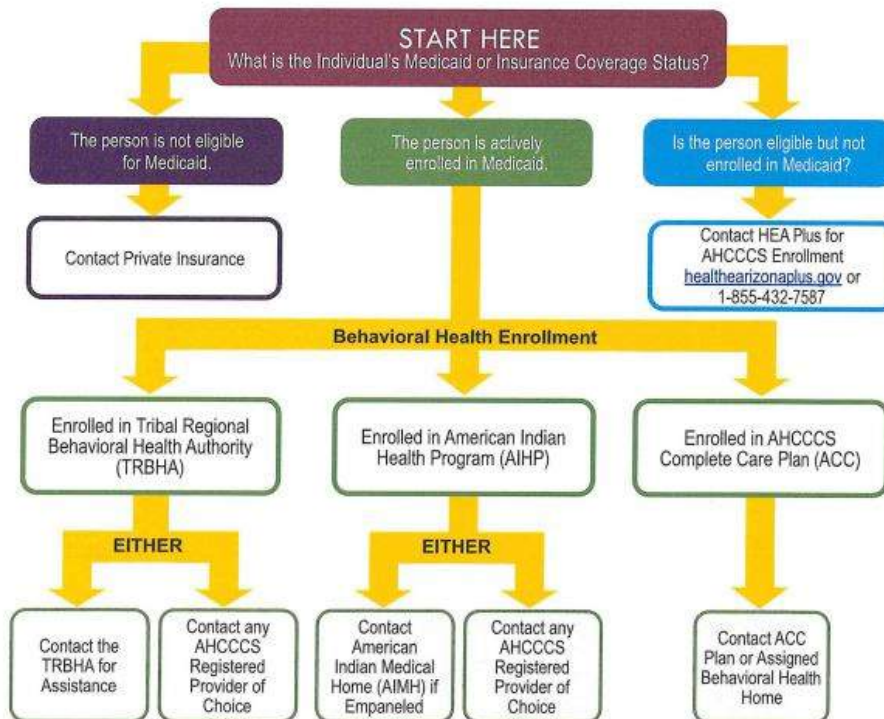 START HERE
What is the Individual's Medicaid or Insurance Coverage Status?
The person is not eligible
for Medicaid.
The person is actively
enrolled in Medicaid.
Is the person eligible but not
enrolled in Medicaid?
Contact Private Insurance
Contact HEA Plus for
AHCCCS Enrollment
healthearizonaplus.gov or
1-855-432-7587
Behavioral Health Enrollment
Enrolled in Tribal Regional
Behavioral Health Authority
(TRBHA)
Enrolled in American Indian
Health Program (AIHP)
Enrolled in AHCCCS
Complete Care Plan (ACC)
EITHER
EITHER
Contact the
TRBHA for
Assistance
Contact any
AHCCCS
Registered
Provider of
Choice
Contact
American
Indian Medical
Home (AIMH) if
Empaneled
Contact any
AHCCCS
Registered
Provider of
Choice
Contact ACC
Plan or Assigned
Behavioral Health
Home